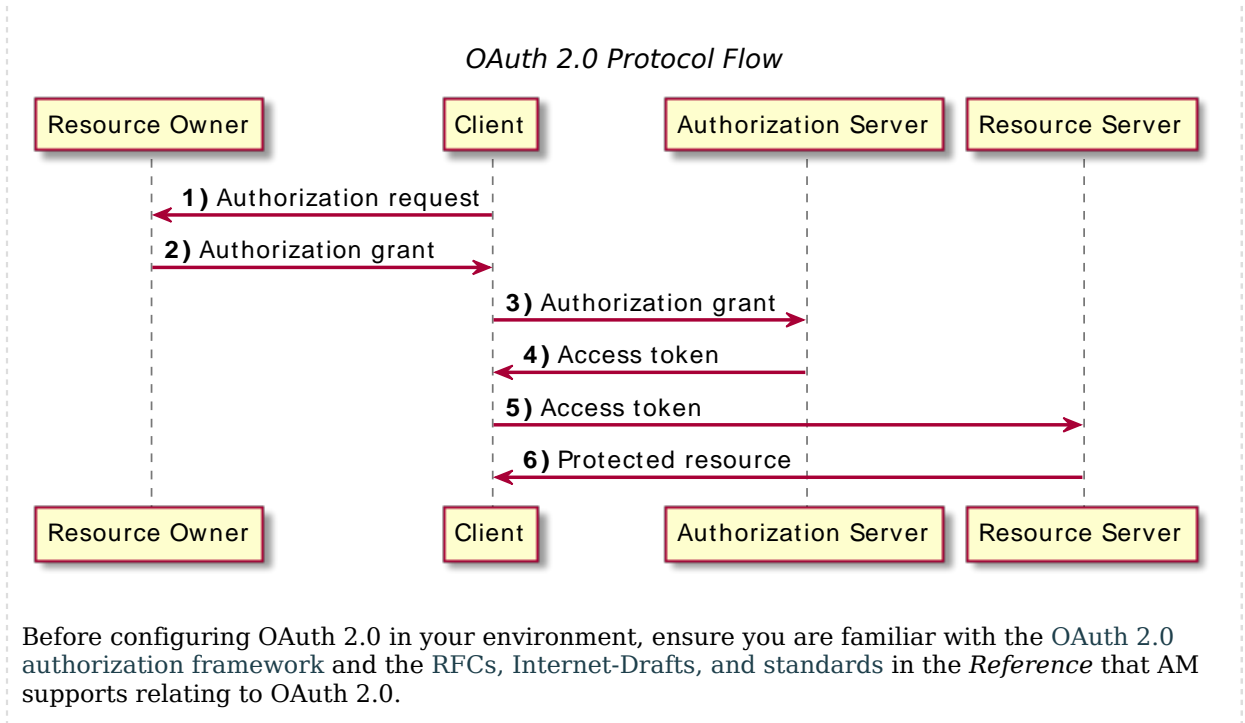 OAuth 2.0 Protocol Flow
Resource Owner Client Authorization Server Resource Server
1) Authorization request
2) Authorization grant
3) Authorization grant
4) Access token
5) Access token
6) Protected resource
Resource Owner Client Authorization Server Resource Server
Before configuring OAuth 2.0 in your environment, ensure you are familiar with the OAuth 2.0
authorization framework and the RFCs, Internet-Drafts, and standards in the Reference that AM
supports relating to OAuth 2.0.